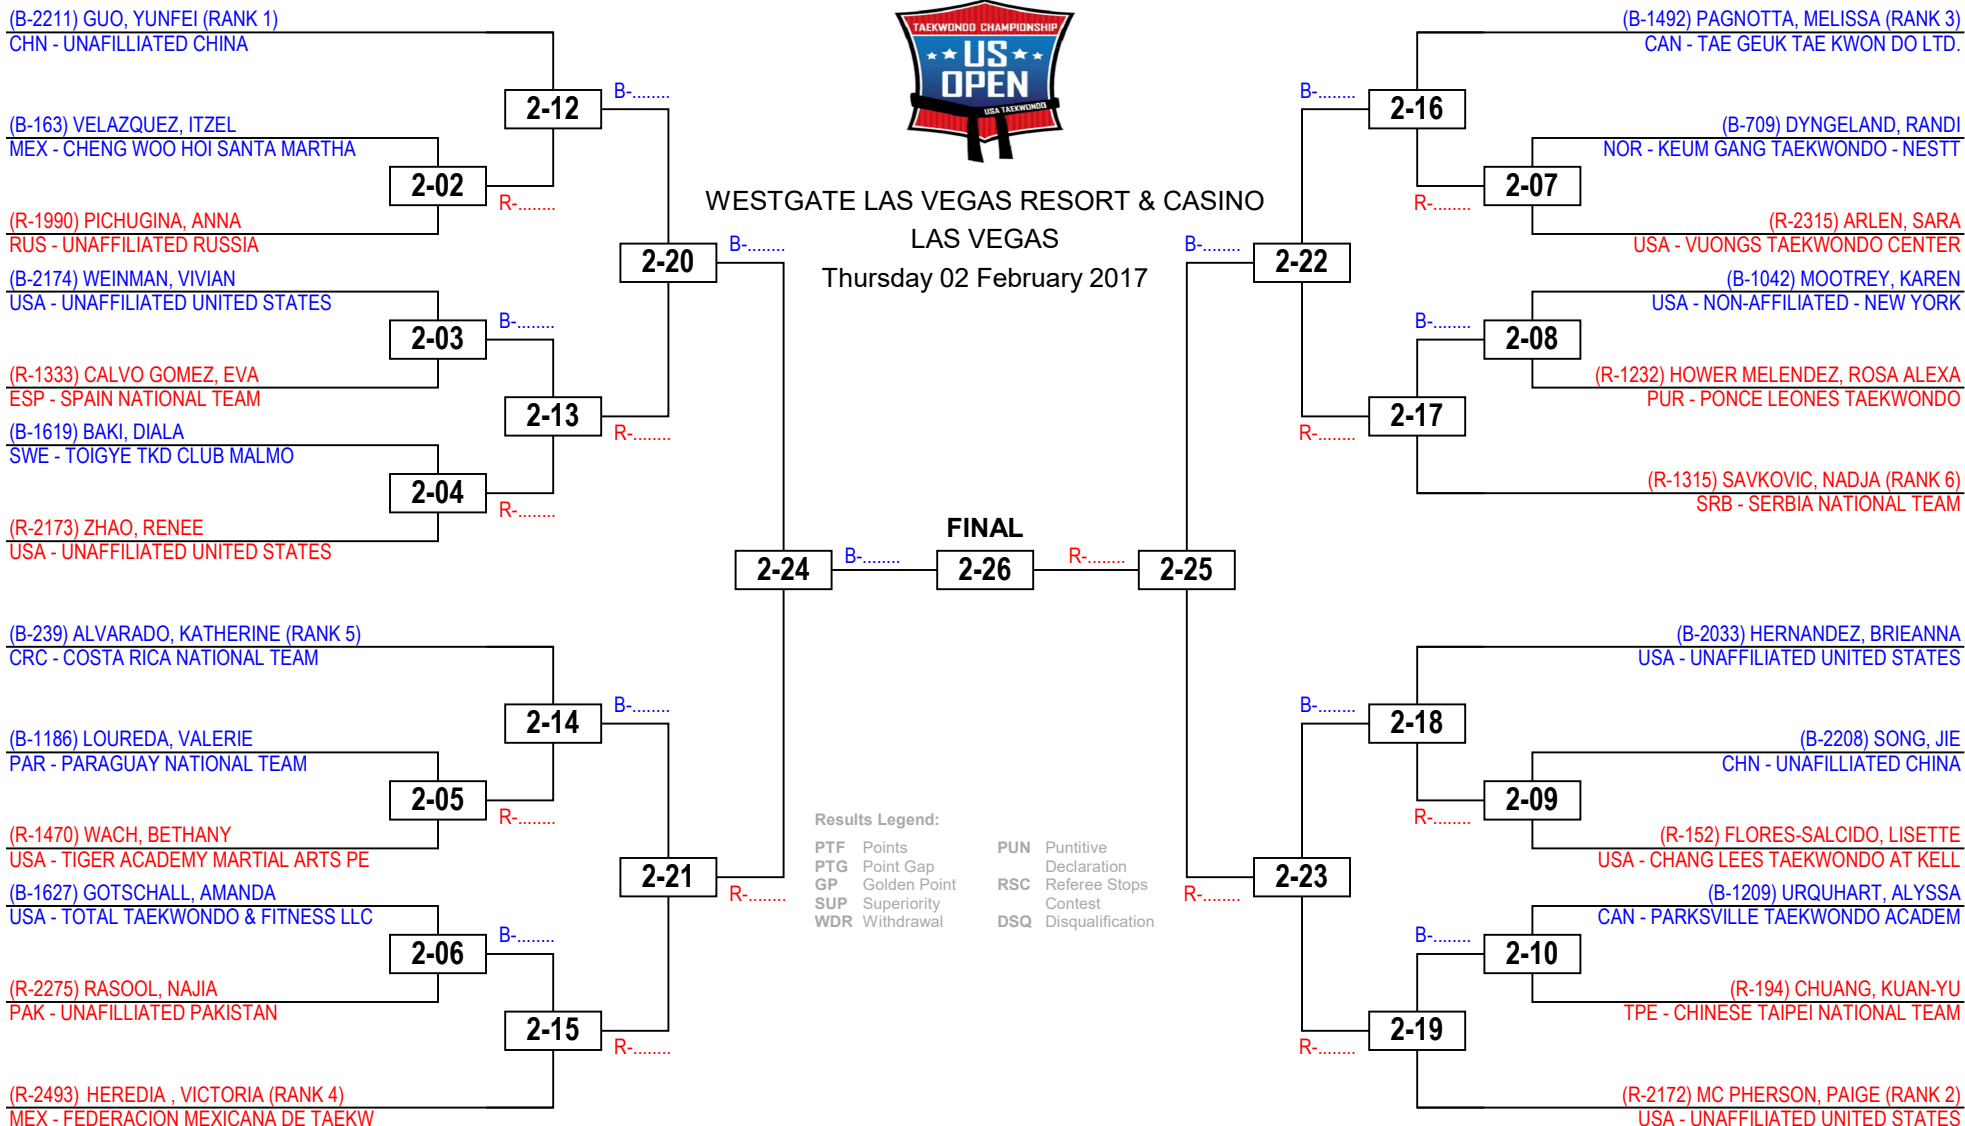 (B-2211) GUO, YUNFEI (RANK 1)
CHN - UNAFILLIATED CHINA
2-12
B-........
(B-163) VELAZQUEZ, ITZEL
MEX - CHENG WOO HOI SANTA MARTHA
2-02
R-........
(R-1990) PICHUGINA, ANNA
RUS - UNAFFILIATED RUSSIA
2-20
B-........
(B-2174) WEINMAN, VIVIAN
USA - UNAFFILIATED UNITED STATES
2-03
B-........
(R-1333) CALVO GOMEZ, EVA
ESP - SPAIN NATIONAL TEAM
2-13
R-........
(B-1619) BAKI, DIALA
SWE - TOIGYE TKD CLUB MALMO
2-04
R-........
(R-2173) ZHAO, RENEE
USA - UNAFFILIATED UNITED STATES
2-24
B-........
(B-239) ALVARADO, KATHERINE (RANK 5)
CRC - COSTA RICA NATIONAL TEAM
2-14
B-........
(B-1186) LOUREDA, VALERIE
PAR - PARAGUAY NATIONAL TEAM
2-05
R-........
(R-1470) WACH, BETHANY
USA - TIGER ACADEMY MARTIAL ARTS PE
2-21
R-........
(B-1627) GOTSCHALL, AMANDA
USA - TOTAL TAEKWONDO & FITNESS LLC
2-06
B-........
(R-2275) RASOOL, NAJIA
PAK - UNAFILLIATED PAKISTAN
2-15
R-........
(R-2493) HEREDIA , VICTORIA (RANK 4)
MEX - FEDERACION MEXICANA DE TAEKW
TAEKWONDO CHAMPIONSHIP
US
OPEN
USA TAEKWONDO
WESTGATE LAS VEGAS RESORT & CASINO
LAS VEGAS
Thursday 02 February 2017
FINAL
2-26
Results Legend:
PTF Points
PTG Point Gap
GP Golden Point
SUP Superiority
WDR Withdrawal
PUN Puntitive
Declaration
RSC Referee Stops
Contest
DSQ Disqualification
(B-1492) PAGNOTTA, MELISSA (RANK 3)
CAN - TAE GEUK TAE KWON DO LTD.
B-........
2-16
(B-709) DYNGELAND, RANDI
NOR - KEUM GANG TAEKWONDO - NESTT
R-........
2-07
(R-2315) ARLEN, SARA
USA - VUONGS TAEKWONDO CENTER
B-........
2-22
(B-1042) MOOTREY, KAREN
USA - NON-AFFILIATED - NEW YORK
B-........
2-08
(R-1232) HOWER MELENDEZ, ROSA ALEXA
PUR - PONCE LEONES TAEKWONDO
R-........
2-17
(R-1315) SAVKOVIC, NADJA (RANK 6)
SRB - SERBIA NATIONAL TEAM
R-........
2-25
(B-2033) HERNANDEZ, BRIEANNA
USA - UNAFFILIATED UNITED STATES
B-........
2-18
(B-2208) SONG, JIE
CHN - UNAFILLIATED CHINA
R-........
2-09
(R-152) FLORES-SALCIDO, LISETTE
USA - CHANG LEES TAEKWONDO AT KELL
R-........
2-23
(B-1209) URQUHART, ALYSSA
CAN - PARKSVILLE TAEKWONDO ACADEM
B-........
2-10
(R-194) CHUANG, KUAN-YU
TPE - CHINESE TAIPEI NATIONAL TEAM
R-........
2-19
(R-2172) MC PHERSON, PAIGE (RANK 2)
USA - UNAFFILIATED UNITED STATES